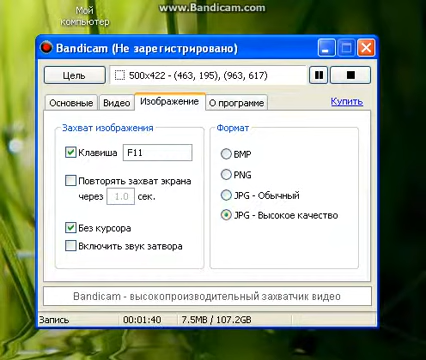 www.Bandicam.com
Мой
компьютер
Bandicam (Не зарегистрировано)
Цель
500x422 - (463, 195), (963, 617)
Основные
Видео
Изображение
О программе
Купить
Захват изображения
Клавиша
F11
Повторять захват экрана
через
1.0
сек.
Без курсора
Включить звук затвора
Формат
BMP
PNG
JPG - Обычный
JPG - Высокое качество
Bandicam - высокопроизводительный захватчик видео
Запись
00:01:40
7.5MB / 107.2GB